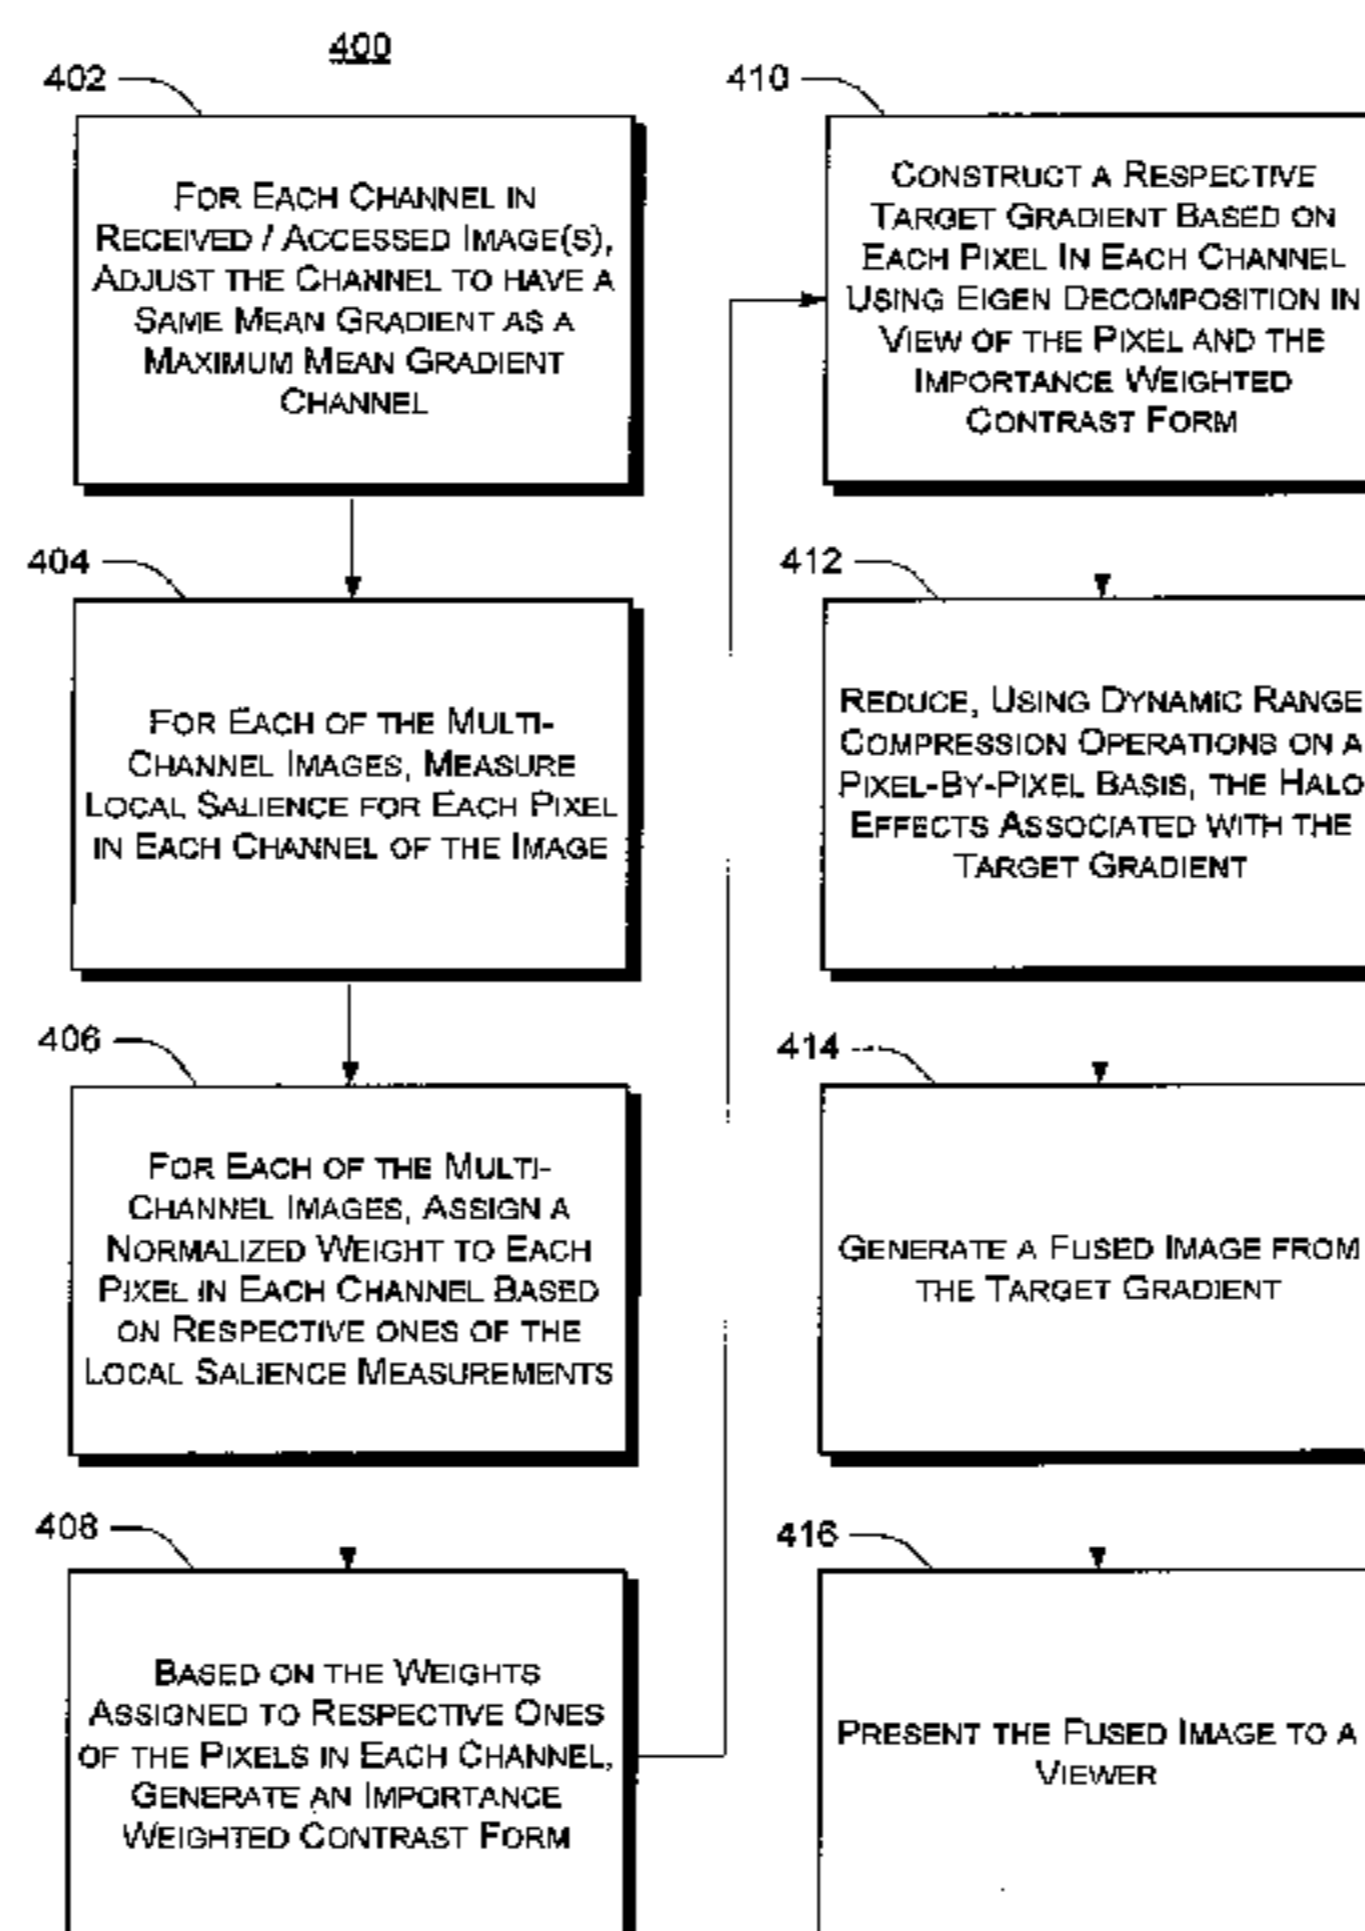 400
402
FOR EACH CHANNEL IN
RECEIVED / ACCESSED IMAGE(S),
ADJUST THE CHANNEL TO HAVE A
SAME MEAN GRADIENT AS A
MAXIMUM MEAN GRADIENT
CHANNEL
404
FOR EACH OF THE MULTI-
CHANNEL IMAGES, MEASURE
LOCAL SALIENCE FOR EACH PIXEL
IN EACH CHANNEL OF THE IMAGE
406
FOR EACH OF THE MULTI-
CHANNEL IMAGES, ASSIGN A
NORMALIZED WEIGHT TO EACH
PIXEL IN EACH CHANNEL BASED
ON RESPECTIVE ONES OF THE
LOCAL SALIENCE MEASUREMENTS
408
BASED ON THE WEIGHTS
ASSIGNED TO RESPECTIVE ONES
OF THE PIXELS IN EACH CHANNEL,
GENERATE AN IMPORTANCE
WEIGHTED CONTRAST FORM
410
CONSTRUCT A RESPECTIVE
TARGET GRADIENT BASED ON
EACH PIXEL IN EACH CHANNEL
USING EIGEN DECOMPOSITION IN
VIEW OF THE PIXEL AND THE
IMPORTANCE WEIGHTED
CONTRAST FORM
412
REDUCE, USING DYNAMIC RANGE
COMPRESSION OPERATIONS ON A
PIXEL-BY-PIXEL BASIS, THE HALO
EFFECTS ASSOCIATED WITH THE
TARGET GRADIENT
414
GENERATE A FUSED IMAGE FROM
THE TARGET GRADIENT
416
PRESENT THE FUSED IMAGE TO A
VIEWER